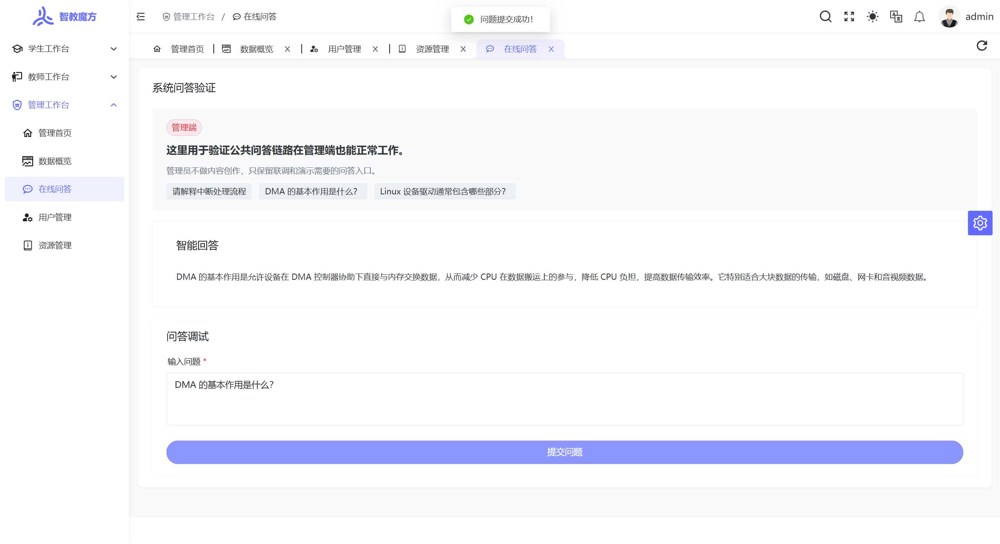 智教魔方
管理工作台 / 在线问答
问题提交成功！
admin
学生工作台
教师工作台
管理工作台
管理首页
数据概览
在线问答
用户管理
资源管理
管理首页 数据概览 X 用户管理 X 资源管理 X 在线问答 X
系统问答验证
管理端
这里用于验证公共问答链路在管理端也能正常工作。
管理员不做内容创作，只保留联调和演示需要的问答入口。
请解释中断处理流程 DMA 的基本作用是什么？ Linux 设备驱动通常包含哪些部分？
智能回答
DMA 的基本作用是允许设备在 DMA 控制器协助下直接与内存交换数据，从而减少 CPU 在数据搬运上的参与，降低 CPU 负担，提高数据传输效率。它特别适合大块数据的传输，如磁盘、网卡和音视频数据。
问答调试
输入问题 *
DMA 的基本作用是什么？
提交问题